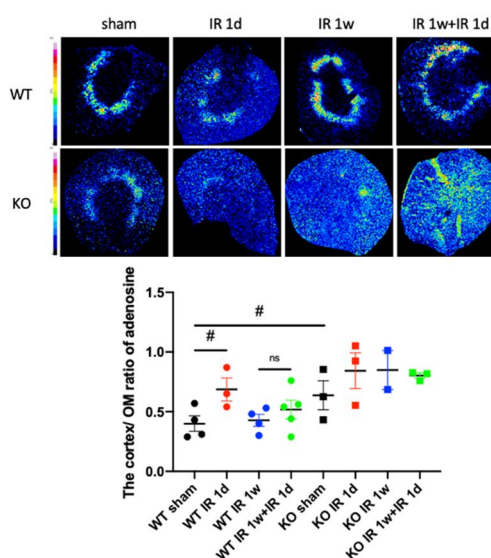 sham IR 1d IR 1w IR 1w+IR 1d
WT
KO
The cortex/ OM ratio of adenosine
1.5
1.0
0.5
0.0
#
#
ns
WT sham
WT IR 1d
WT IR 1w
WT IR 1w+IR 1d
KO sham
KO IR 1d
KO IR 1w
KO IR 1w+IR 1d